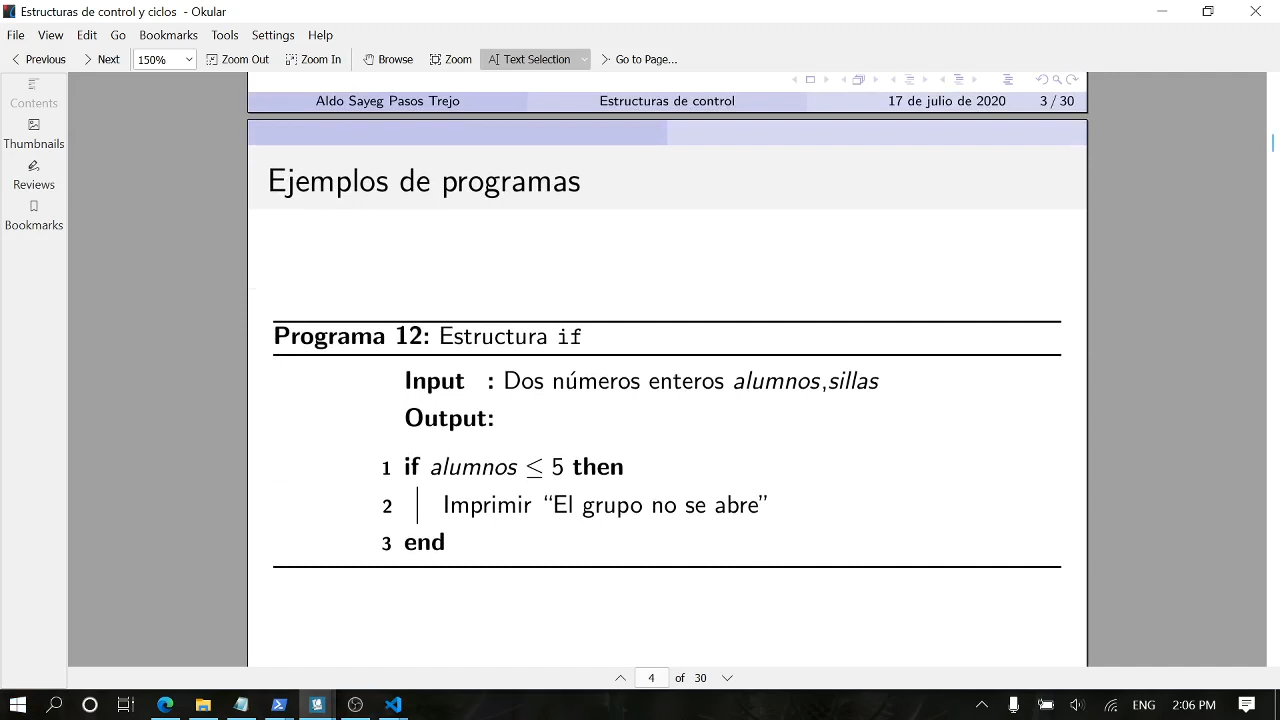 Estructuras de control y ciclos - Okular
File View Edit Go Bookmarks Tools Settings Help
Previous Next 150% Zoom Out Zoom In Browse Zoom Text Selection Go to Page...
Contents
Thumbnails
Reviews
Bookmarks
Aldo Sayeg Pasos Trejo Estructuras de control 17 de julio de 2020 3 / 30
Ejemplos de programas
Programa 12: Estructura if
Input : Dos números enteros alumnos,sillas
Output:
1 if alumnos ≤ 5 then
2 Imprimir “El grupo no se abre”
3 end
4 of 30
ENG 2:06 PM